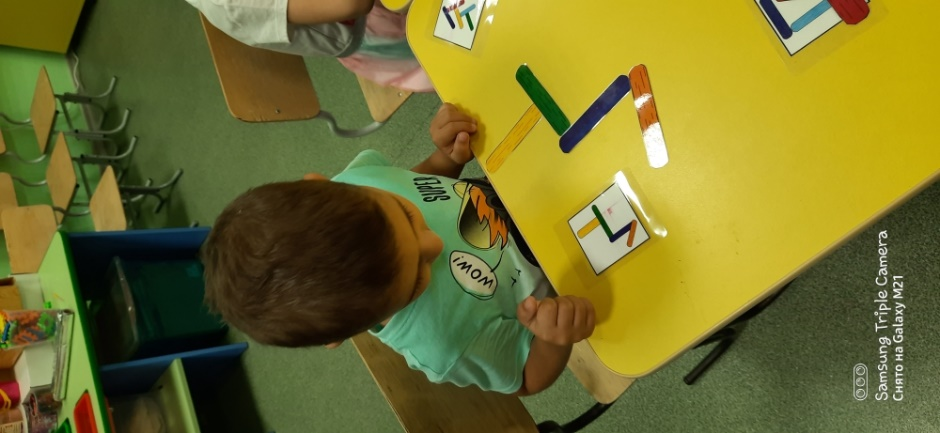 SUPER
WOW!
Samsung Triple Camera
Снято на Galaxy M21